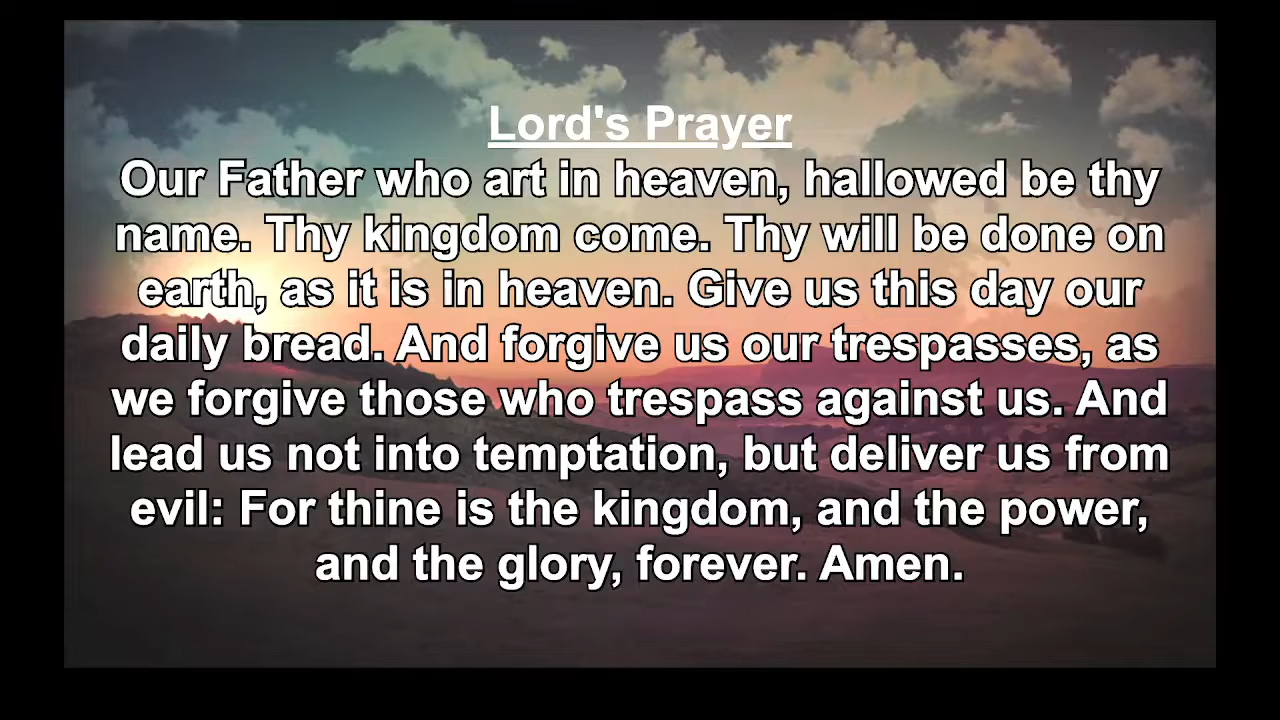 Lord's Prayer
Our Father who art in heaven, hallowed be thy
name. Thy kingdom come. Thy will be done on
earth, as it is in heaven. Give us this day our
daily bread. And forgive us our trespasses, as
we forgive those who trespass against us. And
lead us not into temptation, but deliver us from
evil: For thine is the kingdom, and the power,
and the glory, forever. Amen.